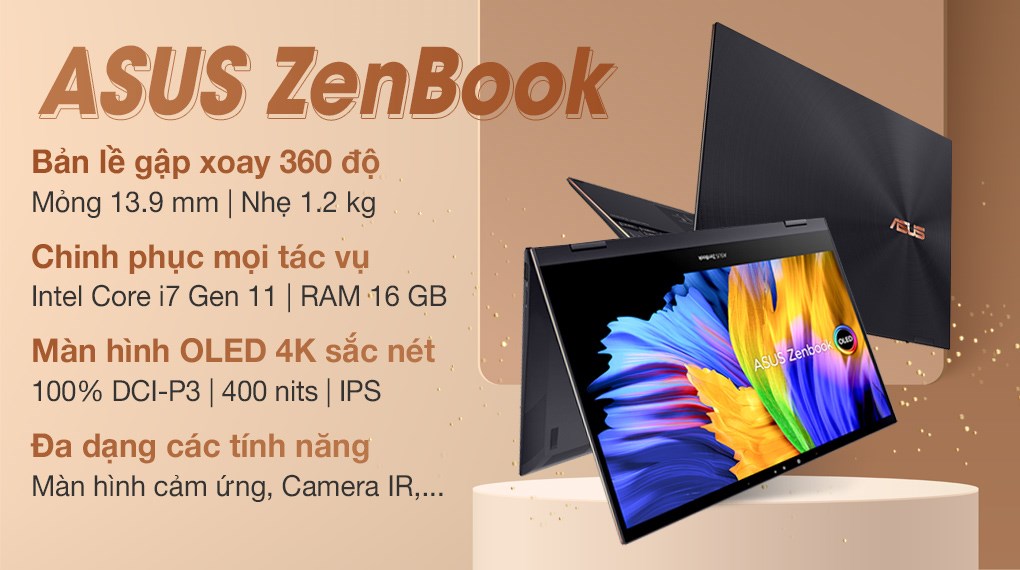 ASUS ZenBook
Bản lề gập xoay 360 độ
Mỏng 13.9 mm | Nhẹ 1.2 kg
Chinh phục mọi tác vụ
Intel Core i7 Gen 11 | RAM 16 GB
Màn hình OLED 4K sắc nét
100% DCI-P3 | 400 nits | IPS
Đa dạng các tính năng
Màn hình cảm ứng, Camera IR,...
ASUS
ASUS ZenBook
ASUS Zenbook
OLED